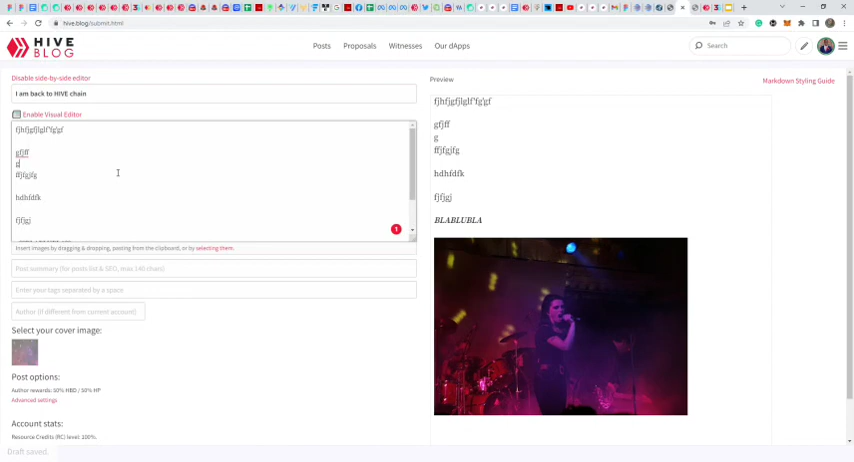 hive.blog/submit.html
HIVE
BLOG
Posts
Proposals
Witnesses
Our dApps
Search
Disable side-by-side editor
I am back to HIVE chain
Enable Visual Editor
fjhfjgfjlglf'fg'gf
gfjff
g
ffjfgjfg
hdhfdfk
fjfjgj
1
Insert images by dragging & dropping, pasting from the clipboard, or by selecting them.
Post summary (for posts list & SEO, max 140 chars)
Enter your tags separated by a space
Author (if different from current account)
Select your cover image:
Post options:
Author rewards: 50% HBD / 50% HP
Advanced settings
Account stats:
Resource Credits (RC) level: 100%.
Draft saved.
Preview
Markdown Styling Guide
fjhfjgfjlglf'fg'gf
gfjff
g
ffjfgjfg
hdhfdfk
fjfjgj
BLABLUBLA